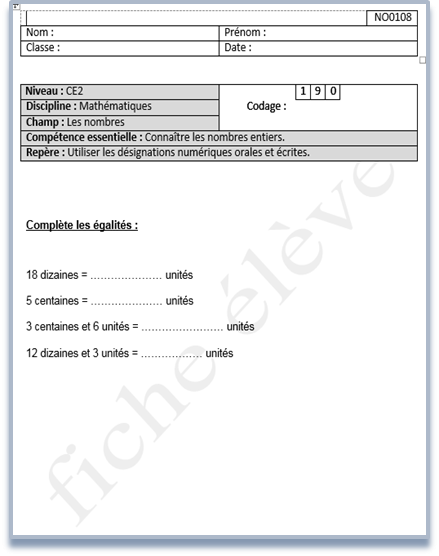 NO0108
Nom : Prénom :
Classe : Date :
Niveau : CE2 1 9 0
Discipline : Mathématiques Codage :
Champ : Les nombres
Compétence essentielle : Connaître les nombres entiers.
Repère : Utiliser les désignations numériques orales et écrites.
Complète les égalités :
18 dizaines = ………………… unités
5 centaines = ………………… unités
3 centaines et 6 unités = …………………… unités
12 dizaines et 3 unités = ……………… unités
fiche élève